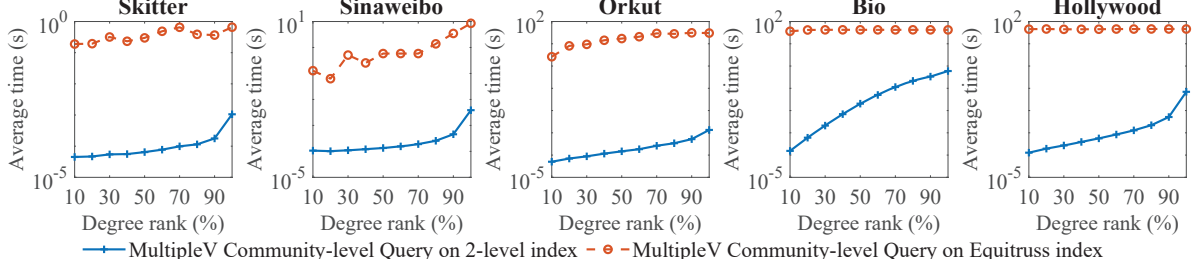 Skitter Sinaweibo Orkut Bio Hollywood
10^0 10^1 10^2 10^2 10^2
Average time (s) Average time (s) Average time (s) Average time (s) Average time (s)
10^-5 10^-5 10^-5 10^-5 10^-5
10 30 50 70 90 10 30 50 70 90 10 30 50 70 90 10 30 50 70 90 10 30 50 70 90
Degree rank (%) Degree rank (%) Degree rank (%) Degree rank (%) Degree rank (%)
MultipleV Community-level Query on 2-level index MultipleV Community-level Query on Equitruss index